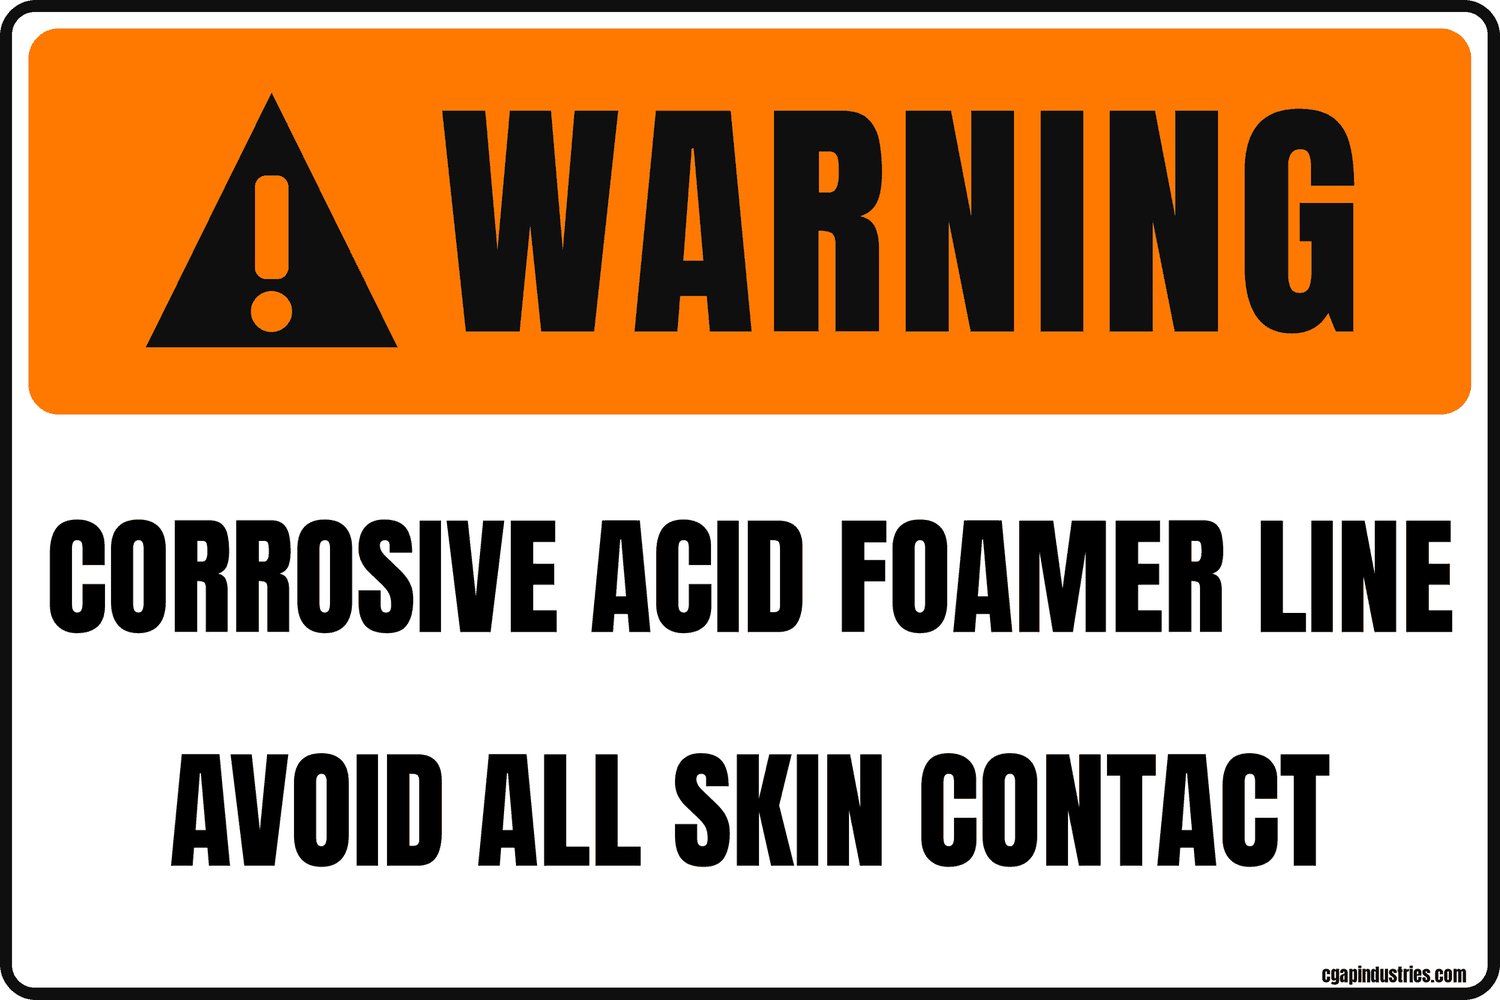 WARNING
CORROSIVE ACID FOAMER LINE
AVOID ALL SKIN CONTACT
cgapindustries.com